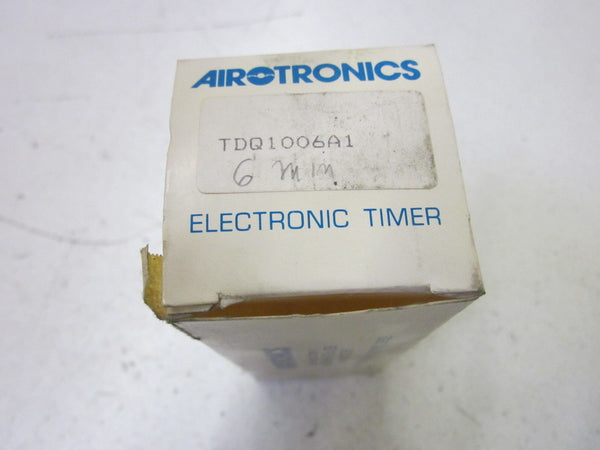 AIROTRONICS
TDQ1006A1
6 min
ELECTRONIC TIMER